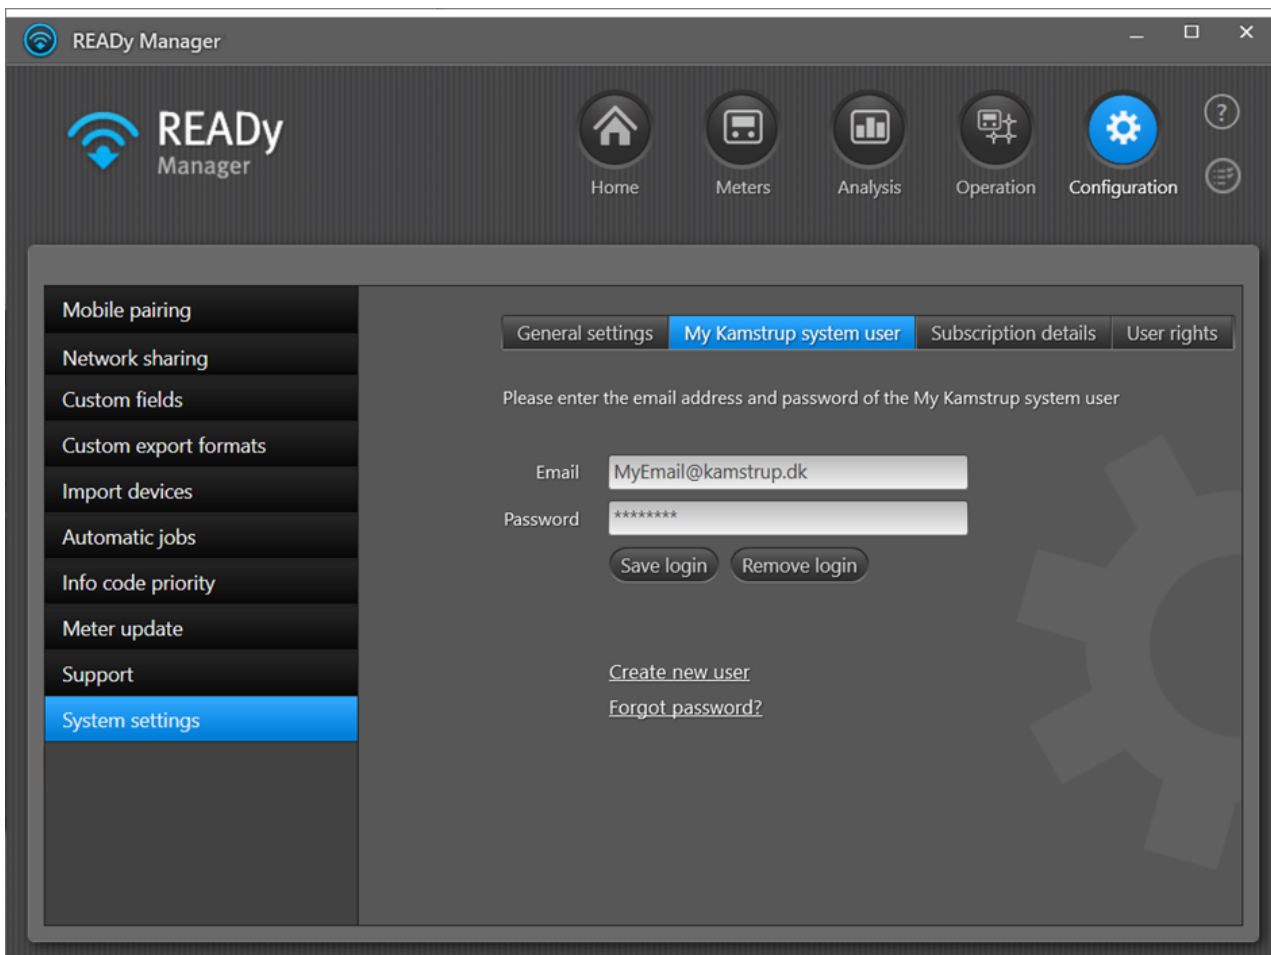 READy Manager
READy
Manager
?
Home
Meters
Analysis
Operation
Configuration
Mobile pairing
Network sharing
Custom fields
Custom export formats
Import devices
Automatic jobs
Info code priority
Meter update
Support
System settings
General settings
My Kamstrup system user
Subscription details
User rights
Please enter the email address and password of the My Kamstrup system user
Email
MyEmail@kamstrup.dk
Password
********
Save login
Remove login
Create new user
Forgot password?